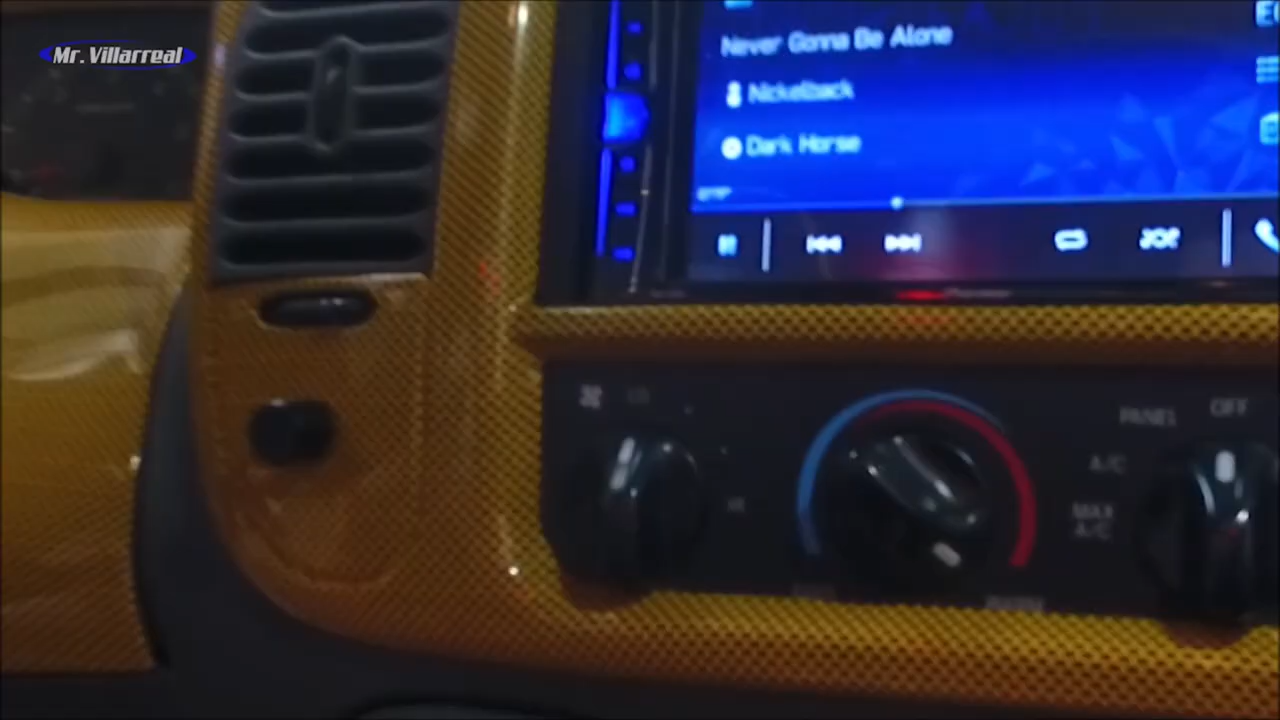 Mr. Villarreal
Never Gonna Be Alone
Nickelback
Dark Horse
OFF
PANEL
A/C
MAX
A/C